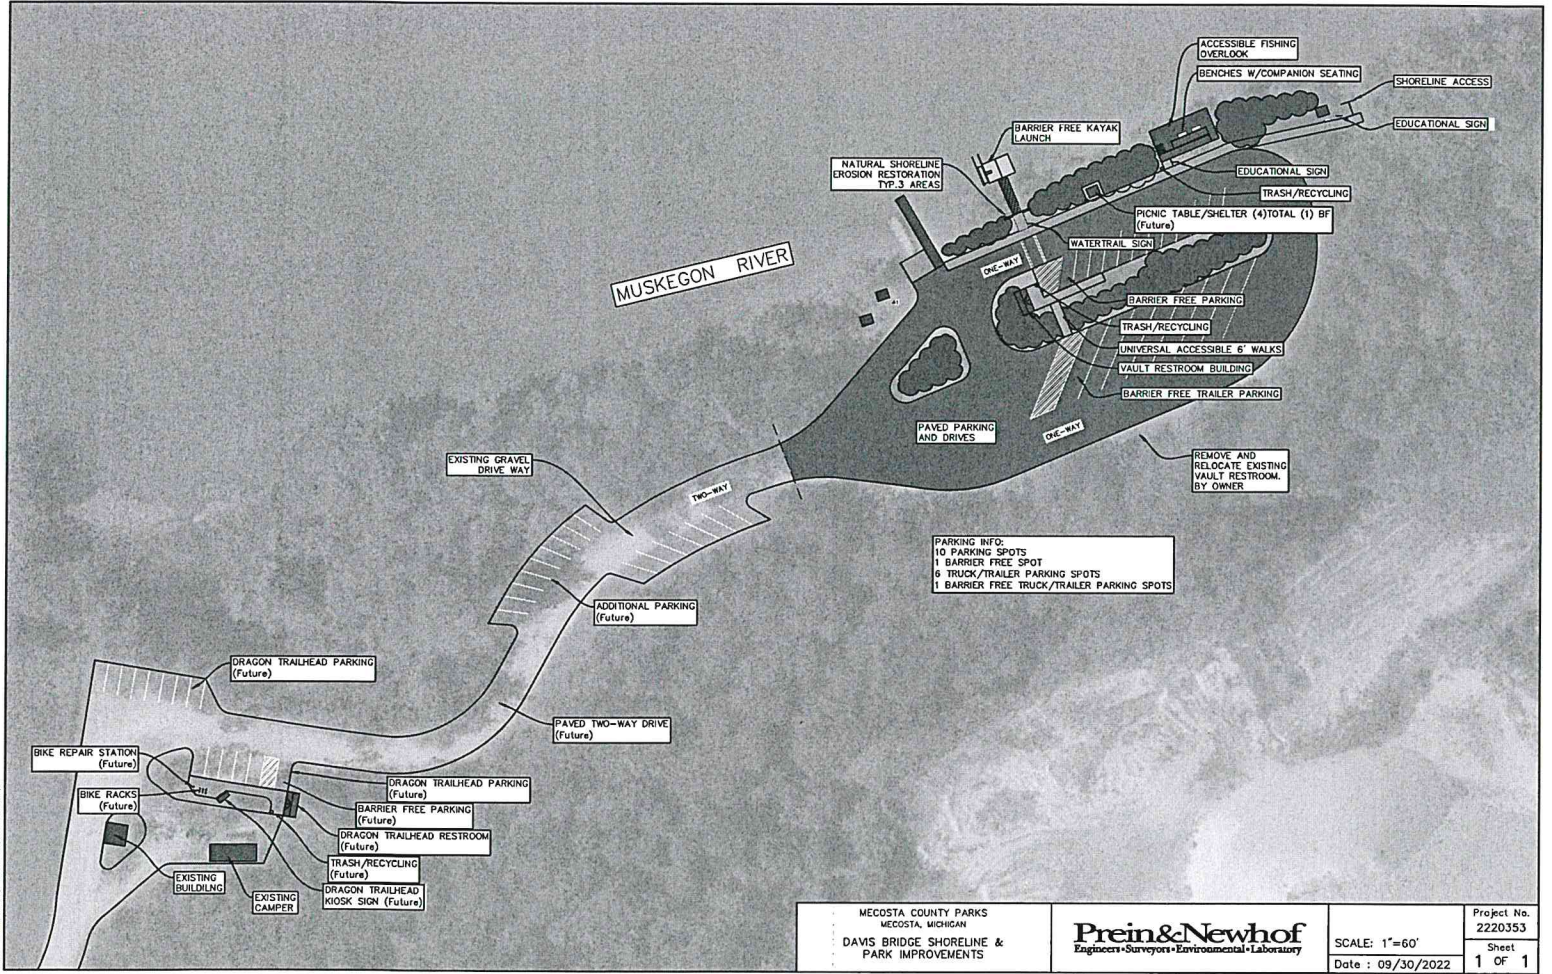 ACCESSIBLE FISHING
OVERLOOK
BENCHES W/COMPANION SEATING
SHORELINE ACCESS
EDUCATIONAL SIGN
BARRIER FREE KAYAK
LAUNCH
NATURAL SHORELINE
EROSION RESTORATION
TYP.3 AREAS
EDUCATIONAL SIGN
TRASH/RECYCLING
PICNIC TABLE/SHELTER (4)TOTAL (1) BF
(Future)
WATERTRAIL SIGN
MUSKEGON RIVER
ONE-WAY
BARRIER FREE PARKING
TRASH/RECYCLING
UNIVERSAL ACCESSIBLE 6' WALKS
VAULT RESTROOM BUILDING
BARRIER FREE TRAILER PARKING
PAVED PARKING
AND DRIVES
ONE-WAY
REMOVE AND
RELOCATE EXISTING
VAULT RESTROOM.
BY OWNER
EXISTING GRAVEL
DRIVE WAY
TWO-WAY
PARKING INFO:
10 PARKING SPOTS
1 BARRIER FREE SPOT
6 TRUCK/TRAILER PARKING SPOTS
1 BARRIER FREE TRUCK/TRAILER PARKING SPOTS
ADDITIONAL PARKING
(Future)
DRAGON TRAILHEAD PARKING
(Future)
PAVED TWO-WAY DRIVE
(Future)
BIKE REPAIR STATION
(Future)
BIKE RACKS
(Future)
DRAGON TRAILHEAD PARKING
(Future)
BARRIER FREE PARKING
(Future)
DRAGON TRAILHEAD RESTROOM
(Future)
TRASH/RECYCLING
(Future)
DRAGON TRAILHEAD
KIOSK SIGN (Future)
EXISTING
BUILDILNG
EXISTING
CAMPER
MECOSTA COUNTY PARKS
MECOSTA, MICHIGAN
DAVIS BRIDGE SHORELINE &
PARK IMPROVEMENTS
Prein&Newhof
Engineers•Surveyors•Environmental•Laboratory
SCALE: 1"=60'
Date : 09/30/2022
Project No.
2220353
Sheet
1 OF 1